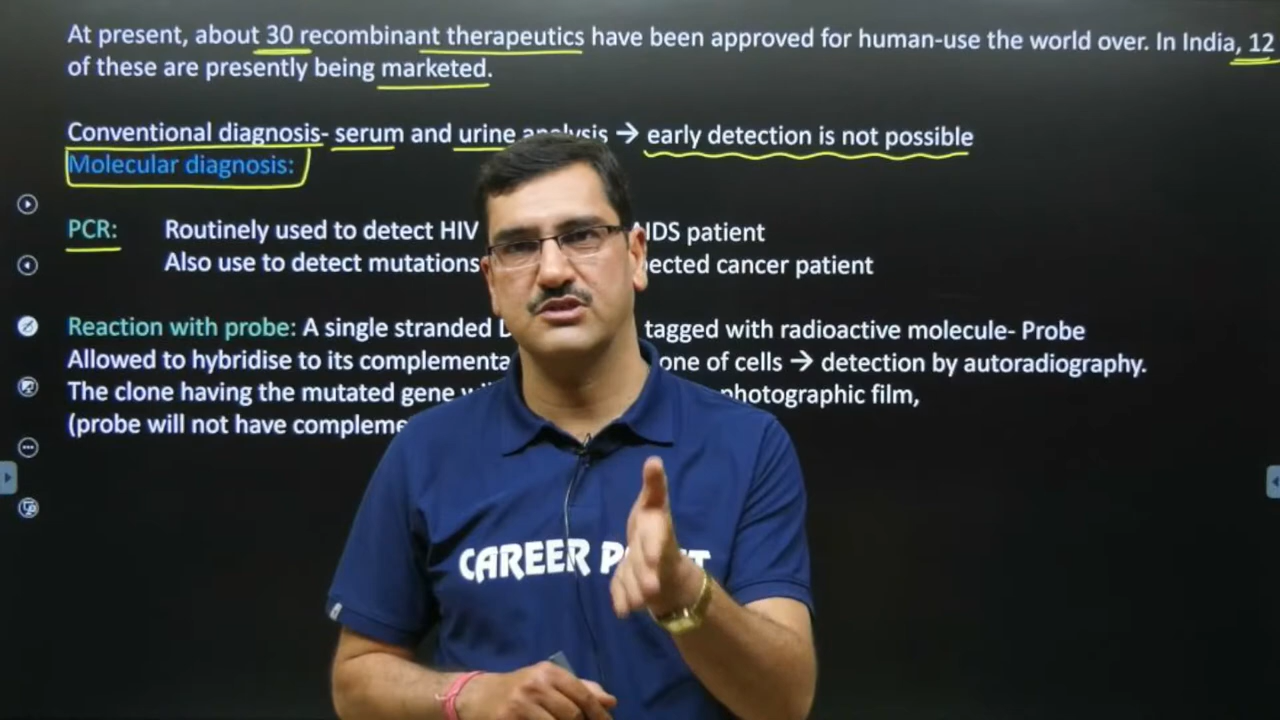 At present, about 30 recombinant therapeutics have been approved for human-use the world over. In India, 12
of these are presently being marketed.
Conventional diagnosis- serum and urine analysis → early detection is not possible
Molecular diagnosis:
PCR: Routinely used to detect HIV IDS patient
Also use to detect mutations ected cancer patient
Reaction with probe: A single stranded tagged with radioactive molecule- Probe
Allowed to hybridise to its complementa one of cells → detection by autoradiography.
The clone having the mutated gene photographic film,
(probe will not have compleme
CAREER P T